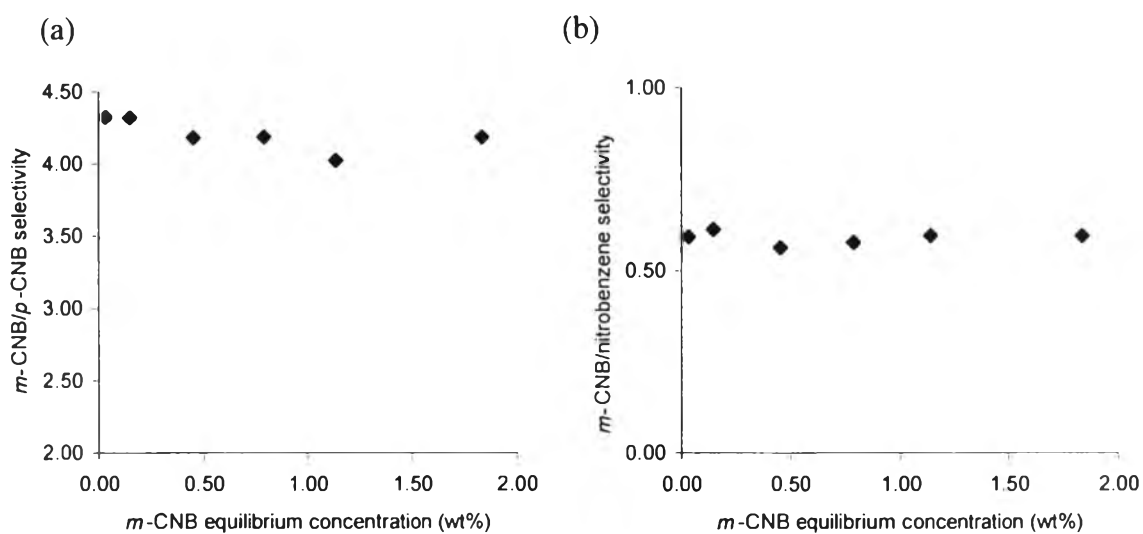 (a)
m-CNB/p-CNB selectivity
4.50
4.00
3.50
3.00
2.50
2.00
0.00 0.50 1.00 1.50 2.00
m-CNB equilibrium concentration (wt%)
(b)
m-CNB/nitrobenzene selectivity
1.00
0.50
0.00
0.00 0.50 1.00 1.50 2.00
m-CNB equilibrium concentration (wt%)